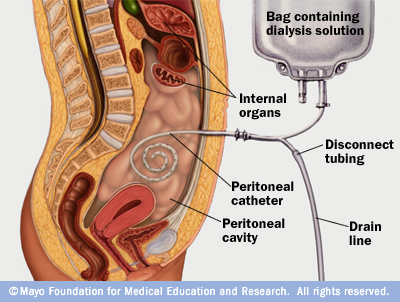 Bag containing
dialysis solution
Internal
organs
Disconnect
tubing
Peritoneal
catheter
Peritoneal
cavity
Drain
line
© Mayo Foundation for Medical Education and Research. All rights reserved.